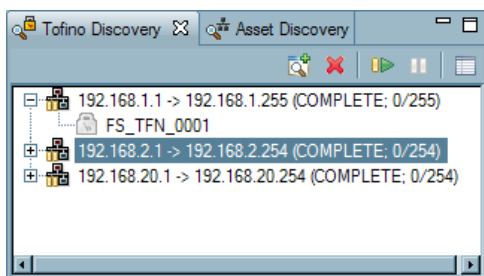 Tofino Discovery Asset Discovery
192.168.1.1 -> 192.168.1.255 (COMPLETE; 0/255)
FS_TFN_0001
192.168.2.1 -> 192.168.2.254 (COMPLETE; 0/254)
192.168.20.1 -> 192.168.20.254 (COMPLETE; 0/254)